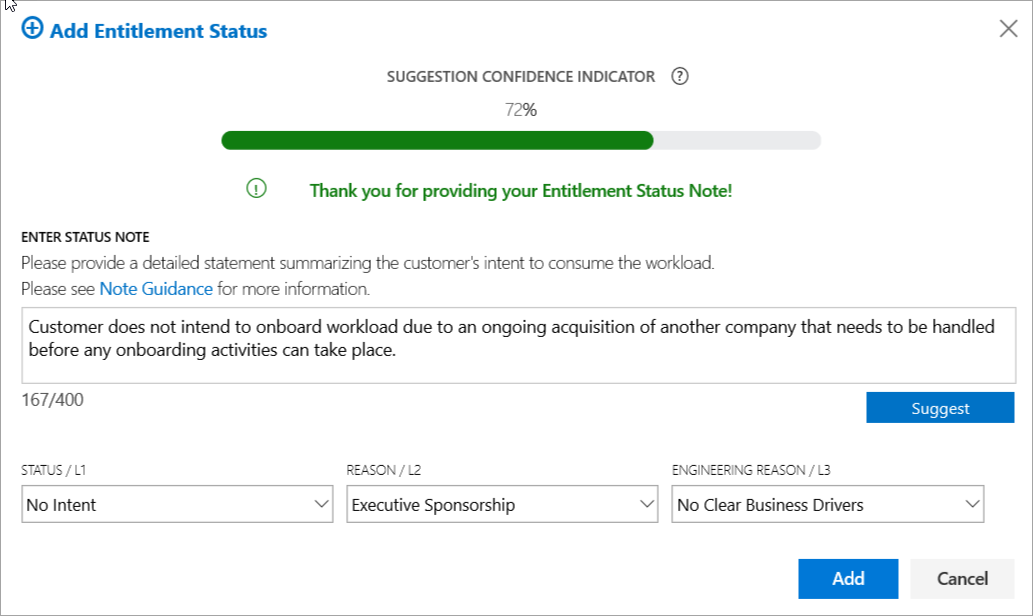 Add Entitlement Status
SUGGESTION CONFIDENCE INDICATOR ?
72%
! Thank you for providing your Entitlement Status Note!
ENTER STATUS NOTE
Please provide a detailed statement summarizing the customer's intent to consume the workload.
Please see Note Guidance for more information.
Customer does not intend to onboard workload due to an ongoing acquisition of another company that needs to be handled
before any onboarding activities can take place.
167/400
Suggest
STATUS / L1 REASON / L2 ENGINEERING REASON / L3
No Intent Executive Sponsorship No Clear Business Drivers
Add Cancel